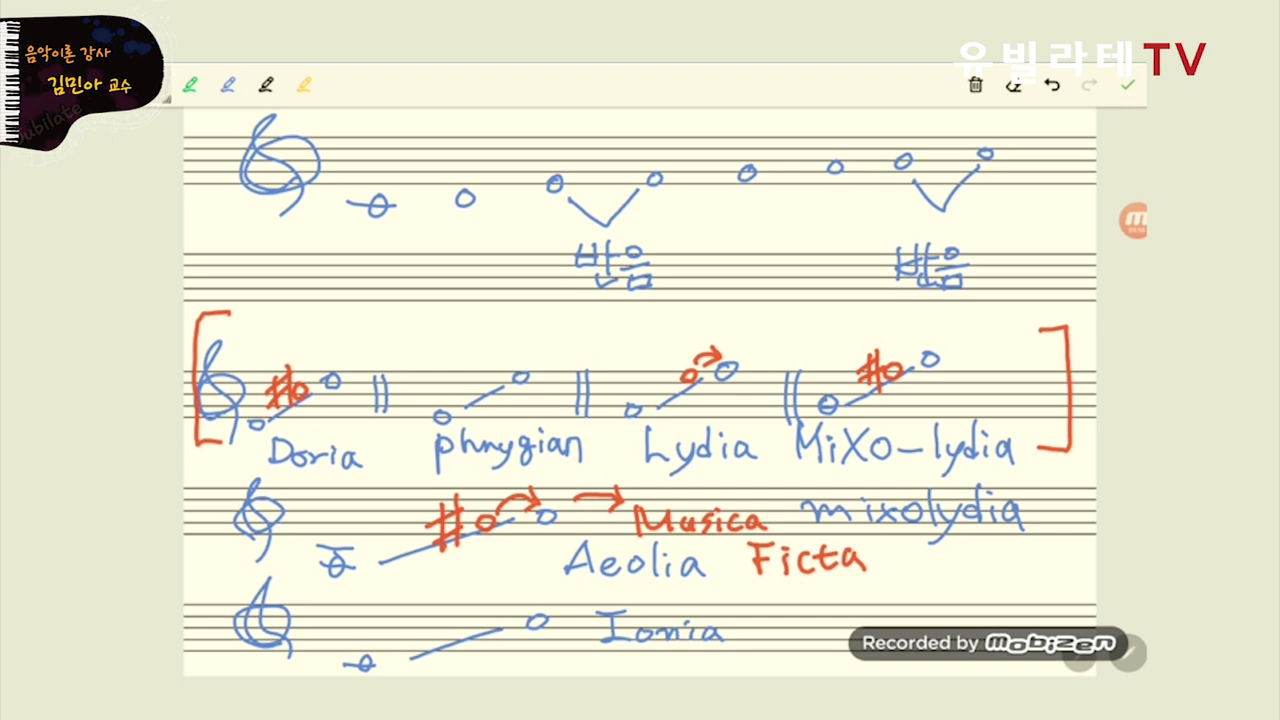 음악이론 강사
김민아 교수
Jubilate
유빌라테TV
반음 반음
Doria phrygian Lydia MiXo-lydia
Musica mixolydia
Aeolia Ficta
Ionia
Recorded by mobizen